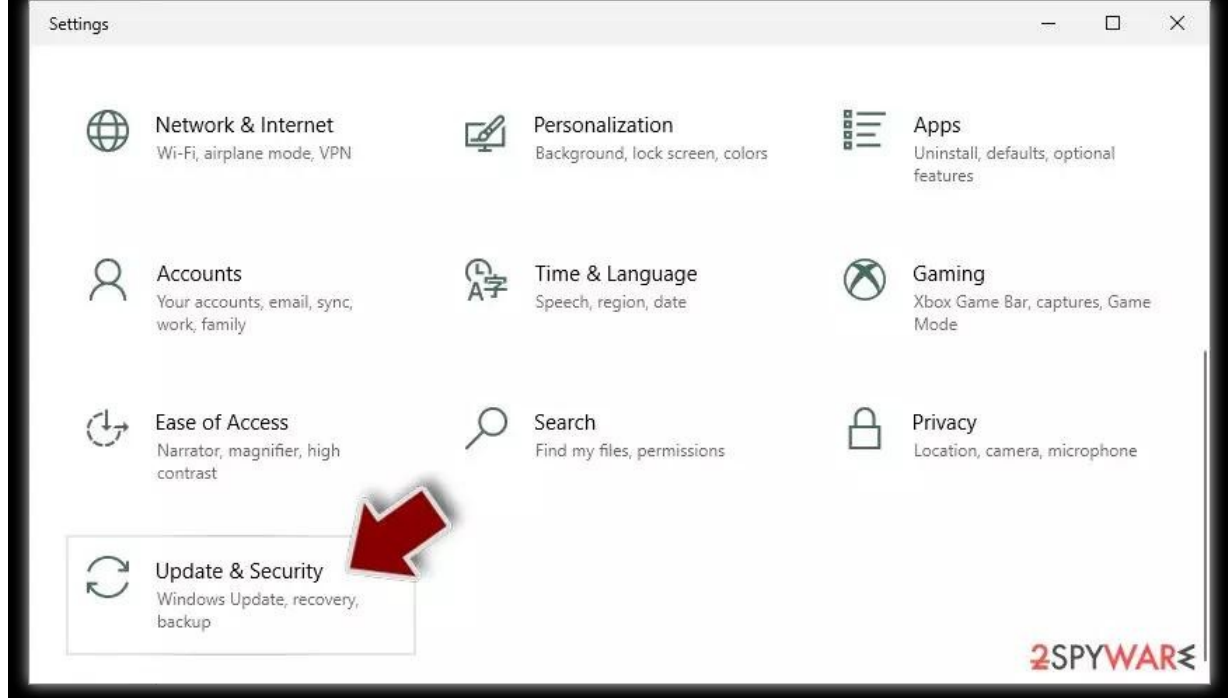 Settings
Network & Internet
Wi-Fi, airplane mode, VPN
Personalization
Background, lock screen, colors
Apps
Uninstall, defaults, optional
features
Accounts
Your accounts, email, sync,
work, family
Time & Language
Speech, region, date
Gaming
Xbox Game Bar, captures, Game
Mode
Ease of Access
Narrator, magnifier, high
contrast
Search
Find my files, permissions
Privacy
Location, camera, microphone
Update & Security
Windows Update, recovery,
backup
2SPYWARE